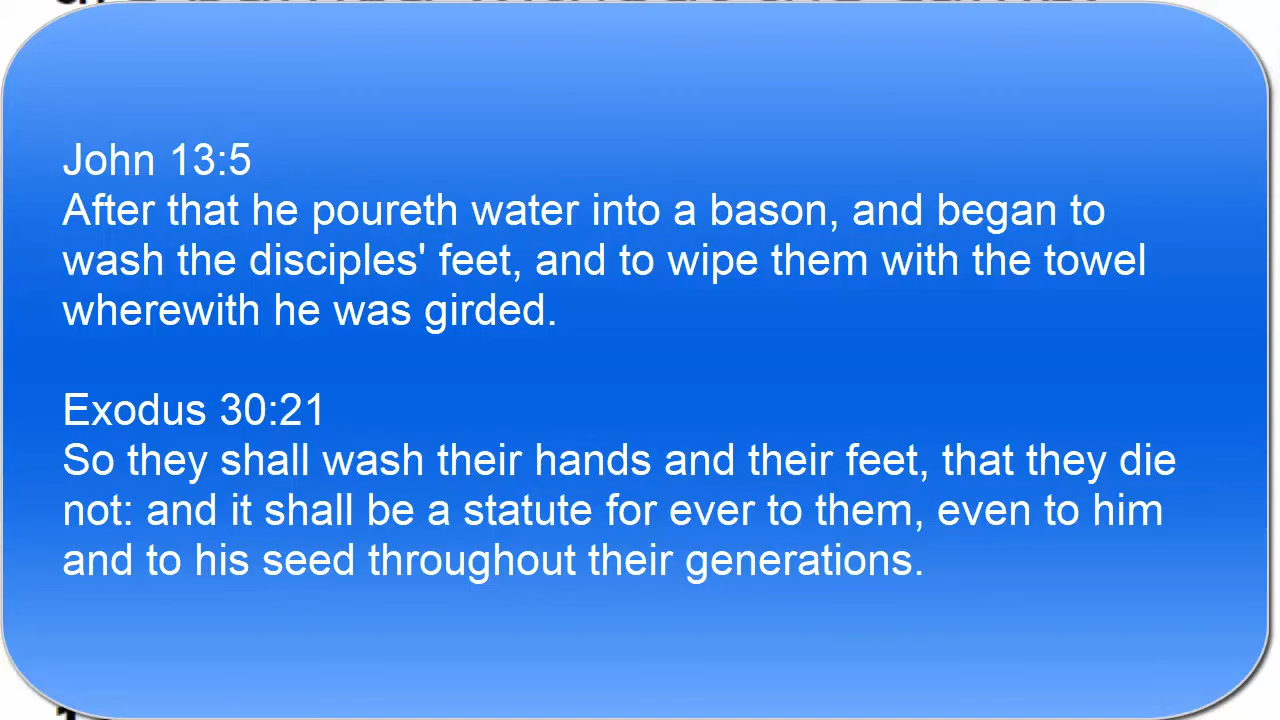 John 13:5
After that he poureth water into a bason, and began to
wash the disciples' feet, and to wipe them with the towel
wherewith he was girded.
Exodus 30:21
So they shall wash their hands and their feet, that they die
not: and it shall be a statute for ever to them, even to him
and to his seed throughout their generations.